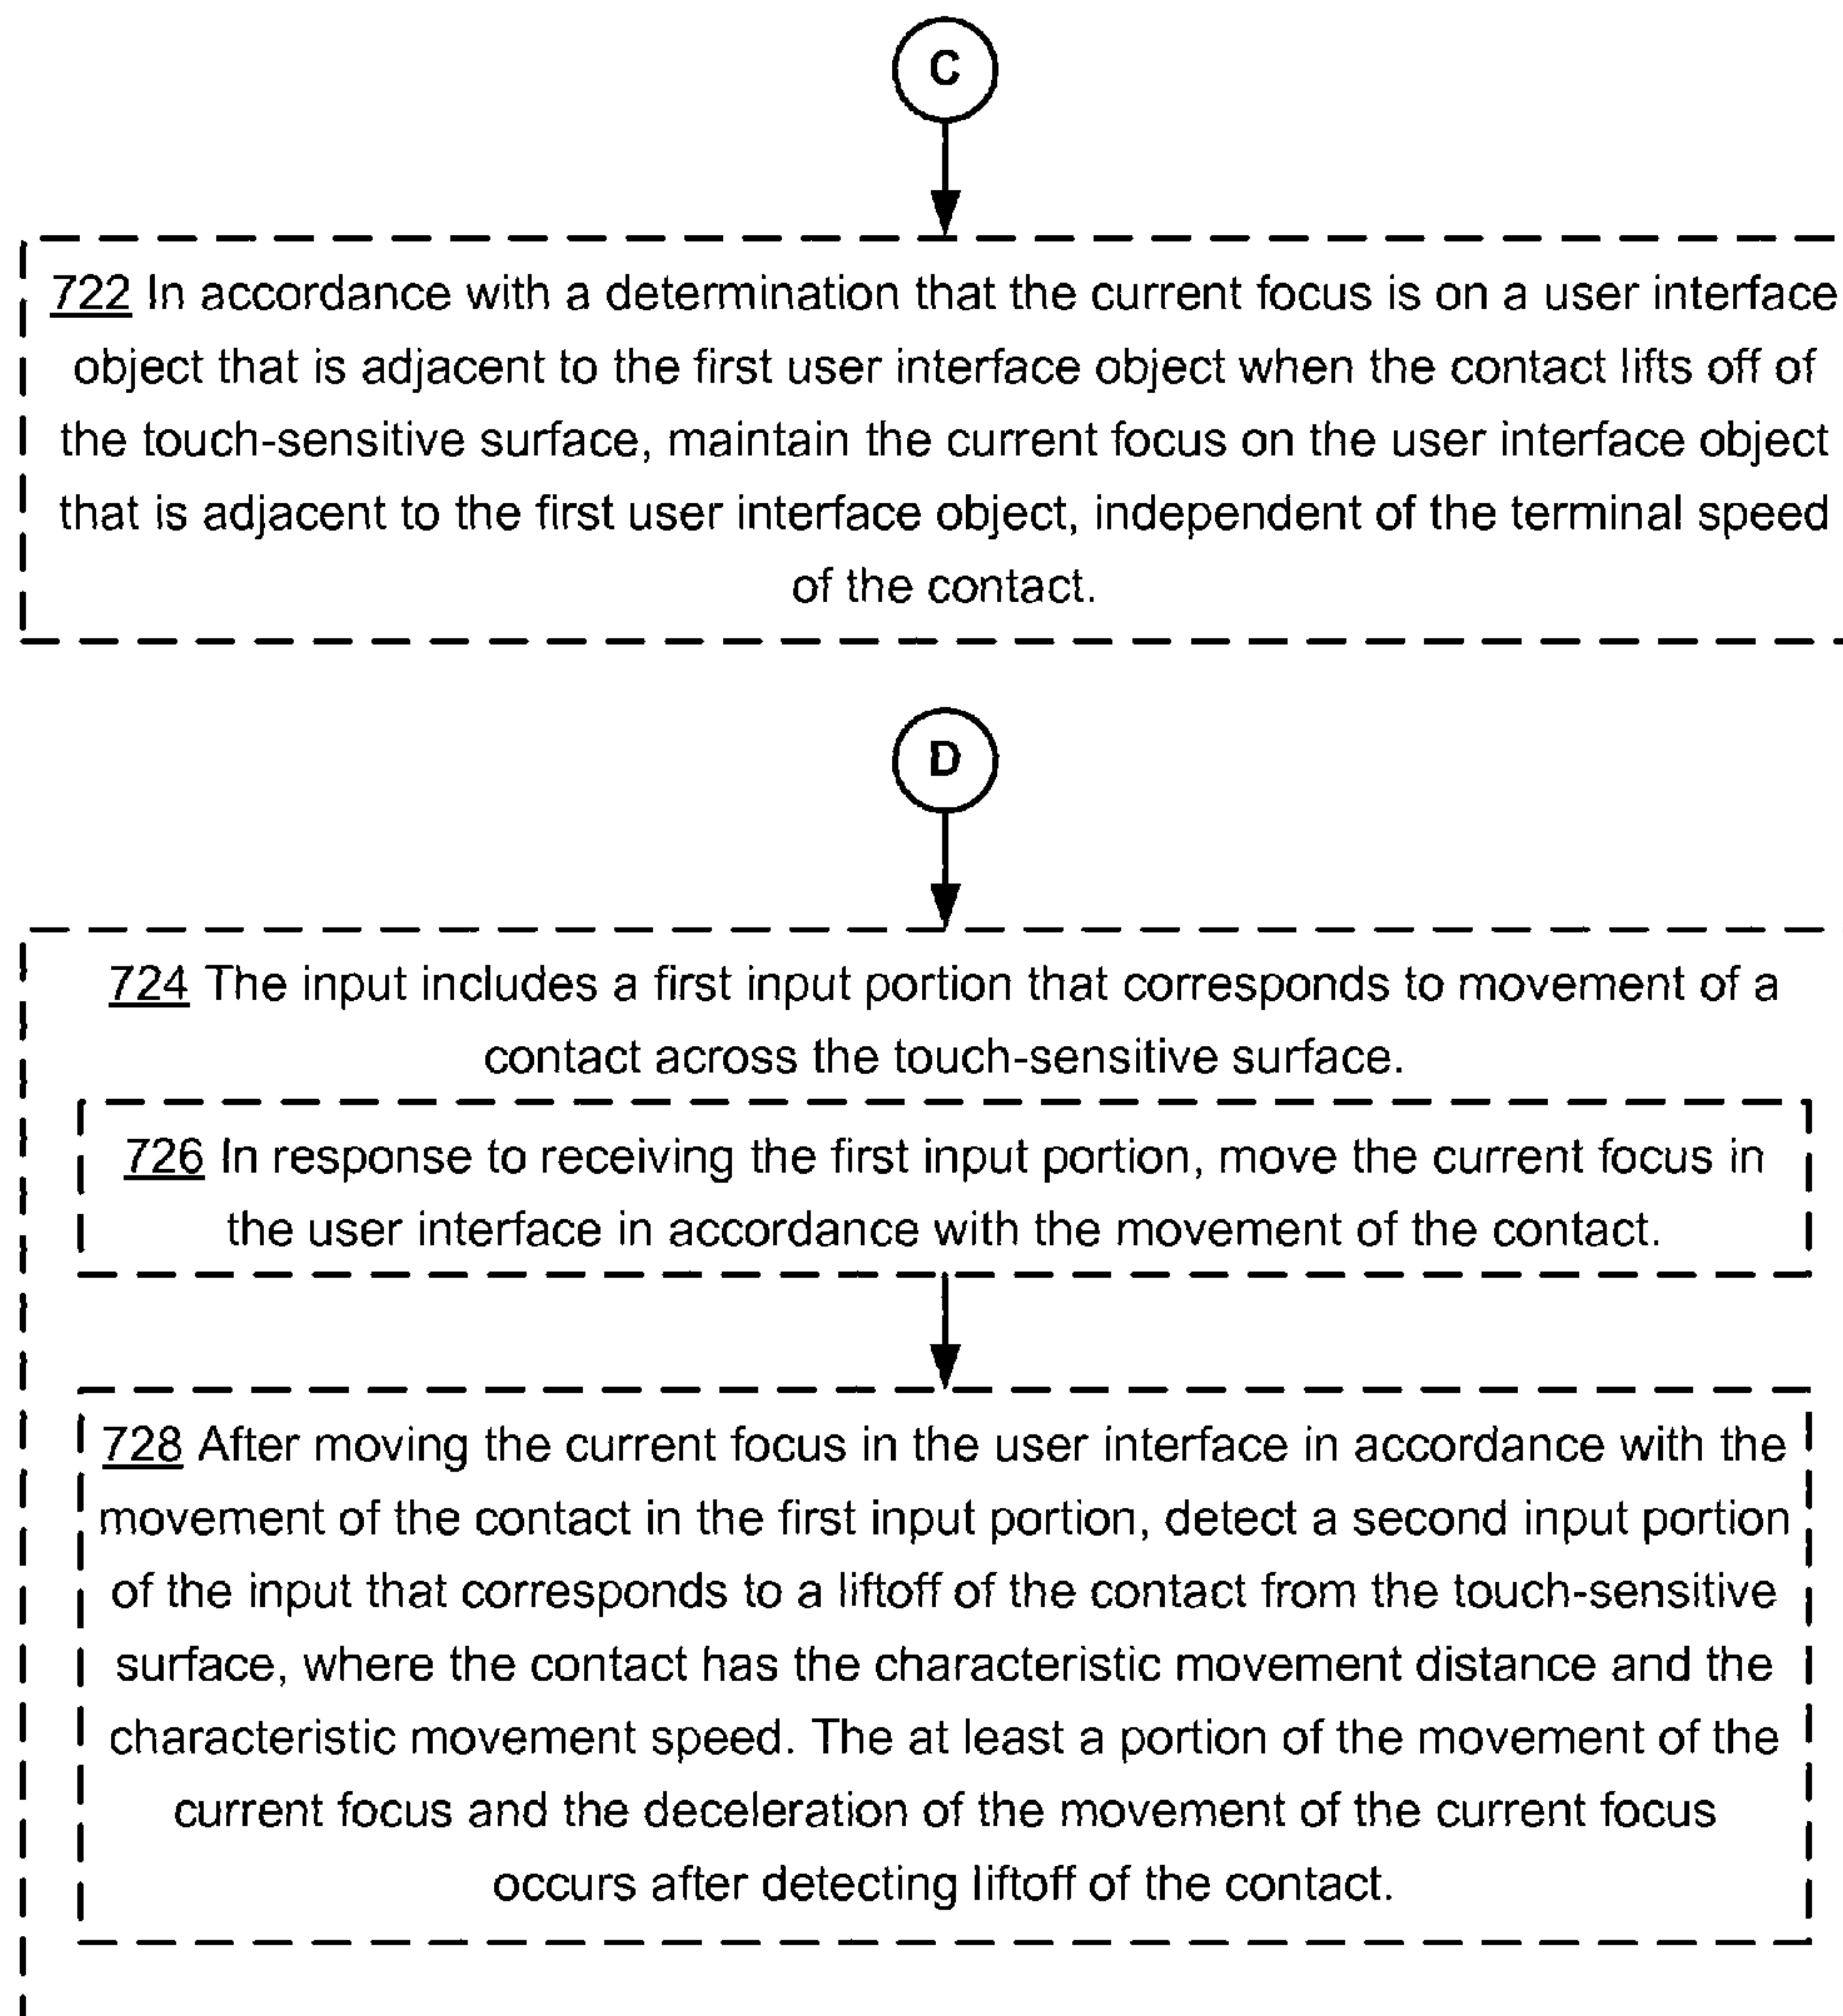 C
722 In accordance with a determination that the current focus is on a user interface
object that is adjacent to the first user interface object when the contact lifts off of
the touch-sensitive surface, maintain the current focus on the user interface object
that is adjacent to the first user interface object, independent of the terminal speed
of the contact.
D
724 The input includes a first input portion that corresponds to movement of a
contact across the touch-sensitive surface.
726 In response to receiving the first input portion, move the current focus in
the user interface in accordance with the movement of the contact.
728 After moving the current focus in the user interface in accordance with the
movement of the contact in the first input portion, detect a second input portion
of the input that corresponds to a liftoff of the contact from the touch-sensitive
surface, where the contact has the characteristic movement distance and the
characteristic movement speed. The at least a portion of the movement of the
current focus and the deceleration of the movement of the current focus
occurs after detecting liftoff of the contact.